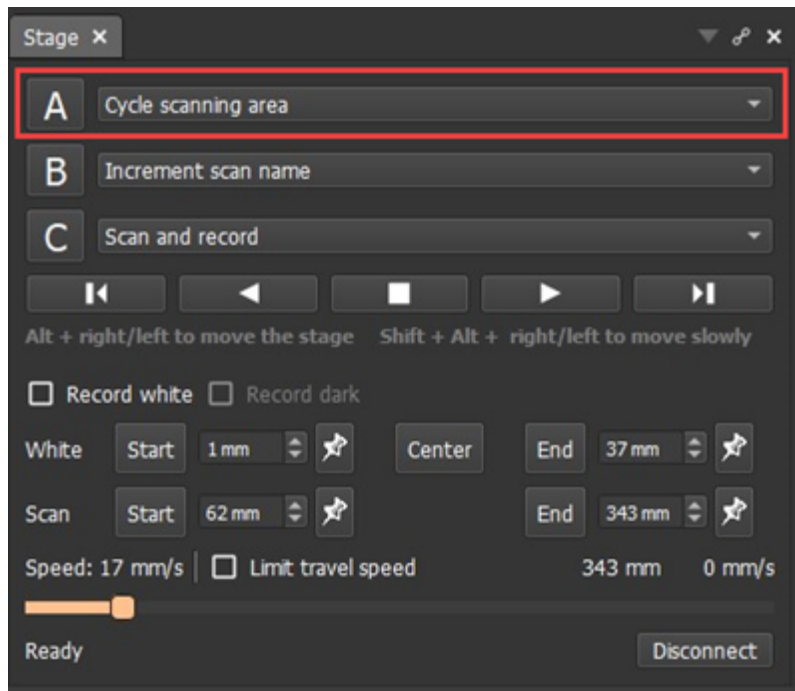 Stage
A Cycle scanning area
B Increment scan name
C Scan and record
Alt + right/left to move the stage Shift + Alt + right/left to move slowly
Record white Record dark
White Start 1 mm Center End 37 mm
Scan Start 62 mm End 343 mm
Speed: 17 mm/s Limit travel speed 343 mm 0 mm/s
Ready Disconnect